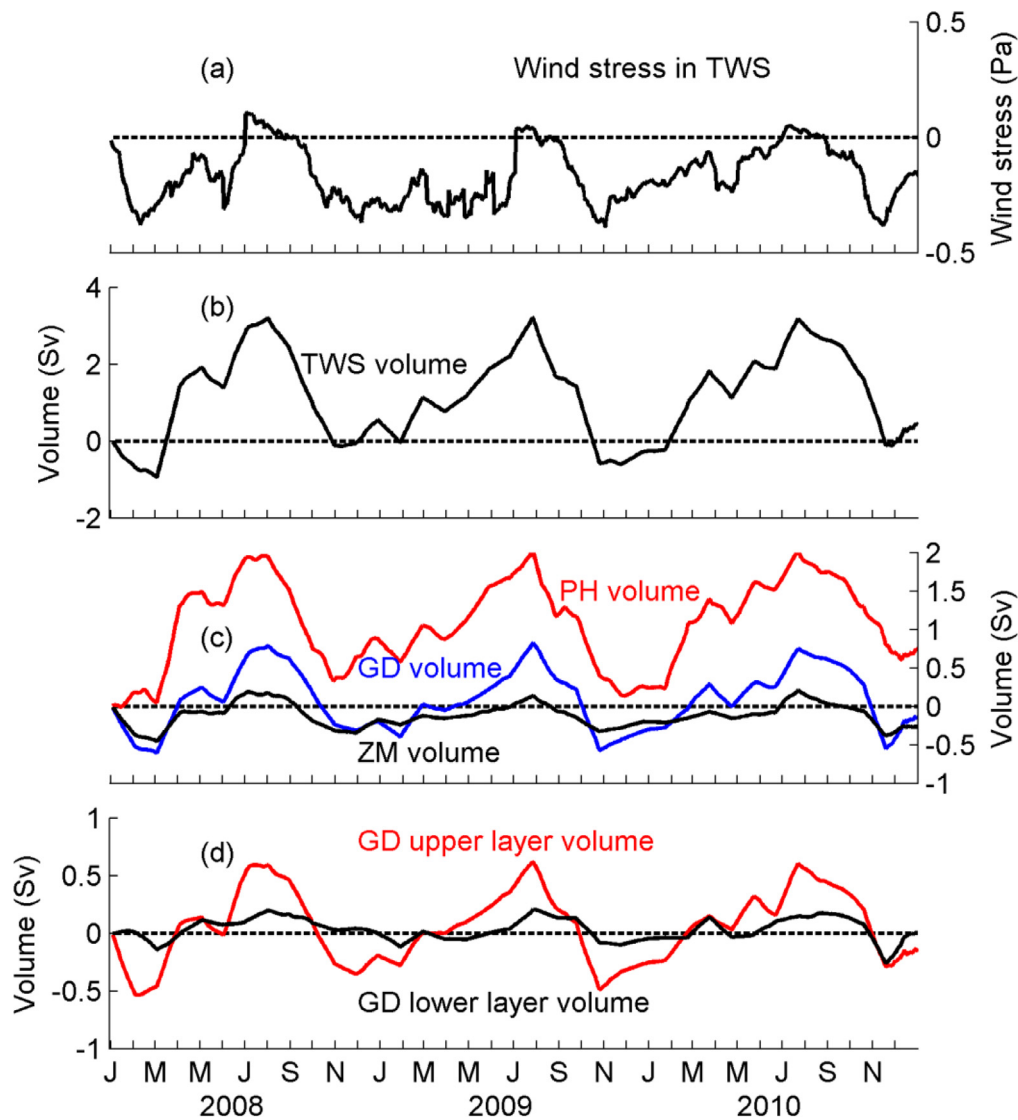 0.5
(a)
Wind stress in TWS
0
Wind stress (Pa)
-0.5
4
(b)
2
TWS volume
Volume (Sv)
0
-2
2
PH volume
1.5
(c)
1
GD volume
0.5
Volume (Sv)
0
ZM volume
-0.5
-1
1
GD upper layer volume
(d)
0.5
Volume (Sv)
0
-0.5
GD lower layer volume
-1
J M M J S N J M M J S N J M M J S N
2008 2009 2010